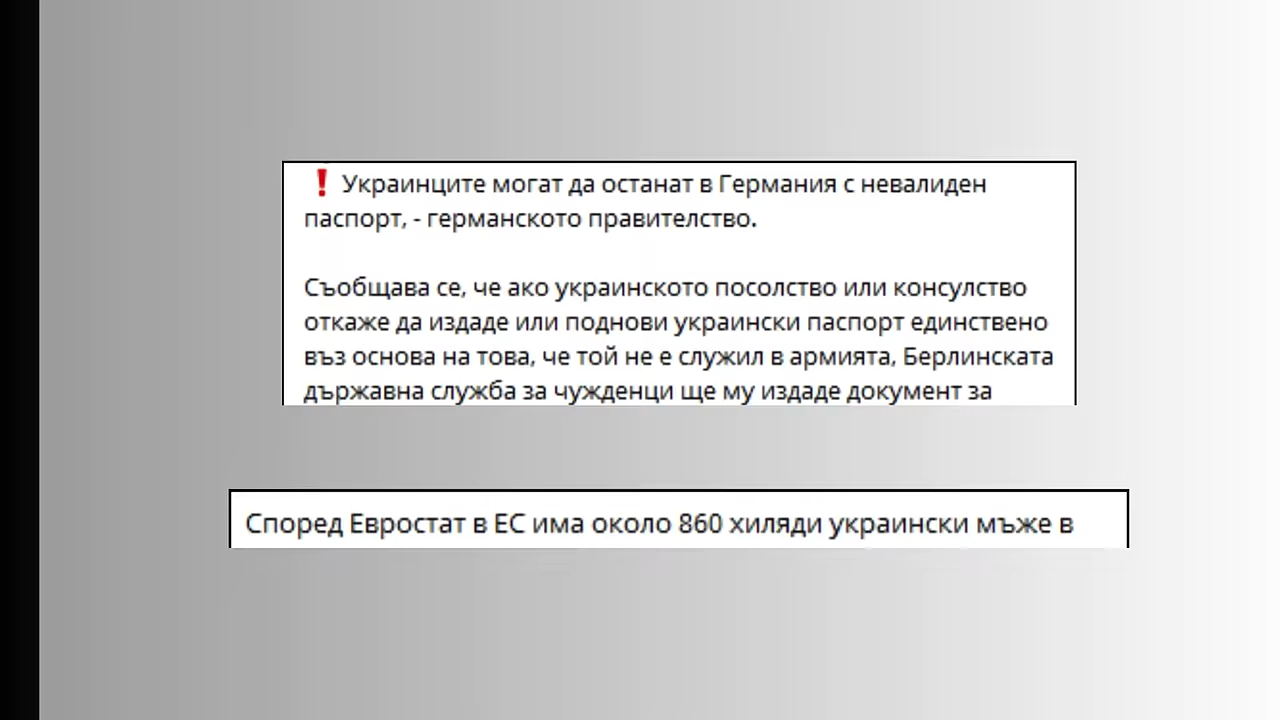 ❗ Украинците могат да останат в Германия с невалиден
паспорт, - германското правителство.
Съобщава се, че ако украинското посолство или консулство
откаже да издаде или поднови украински паспорт единствено
въз основа на това, че той не е служил в армията, Берлинската
държавна служба за чужденци ще му издаде документ за
Според Евростат в ЕС има около 860 хиляди украински мъже в